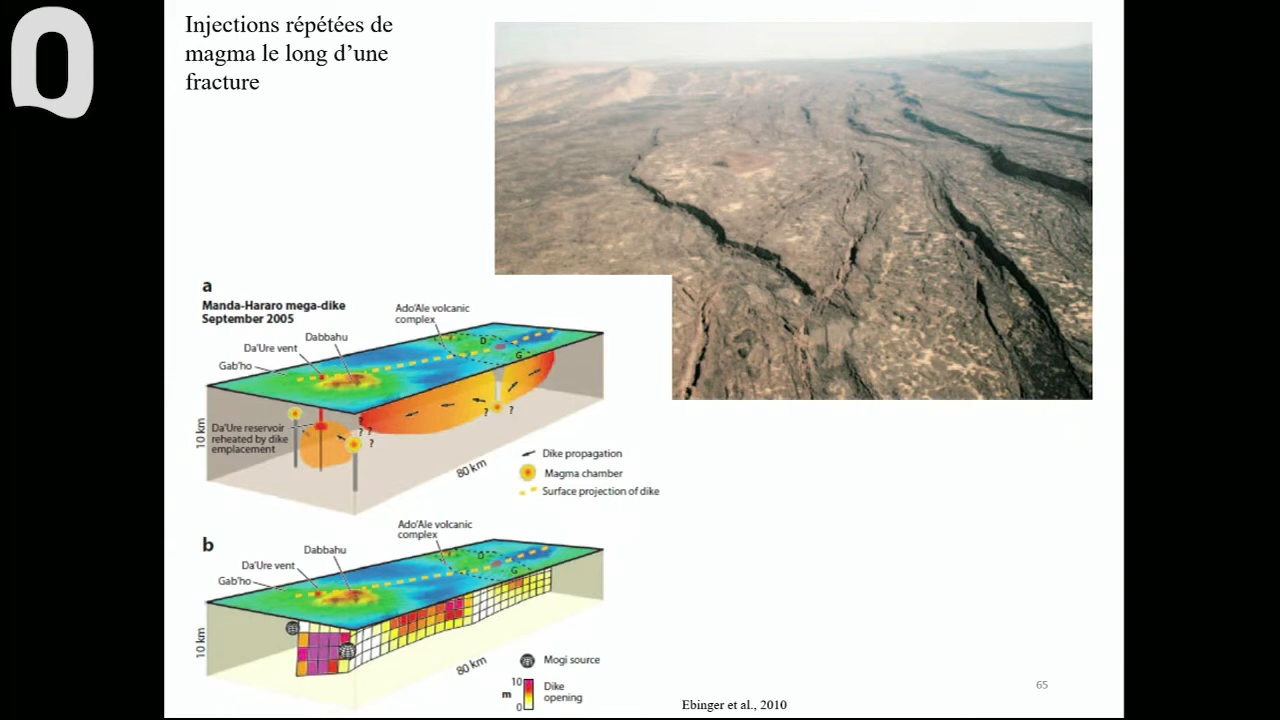 Injections répétées de
magma le long d’une
fracture
a
Manda-Hararo mega-dike
September 2005
Ado'Ale volcanic
complex
Dabbahu
Da'Ure vent
Gab'ho
D
G
10 km
Da'Ure reservoir
reheated by dike
emplacement
?
? ?
?
? ?
80 km
Dike propagation
Magma chamber
Surface projection of dike
b
Ado'Ale volcanic
complex
Dabbahu
Da'Ure vent
Gab'ho
D
G
10 km
80 km
Mogi source
10
m
0
Dike
opening
Ebinger et al., 2010
65